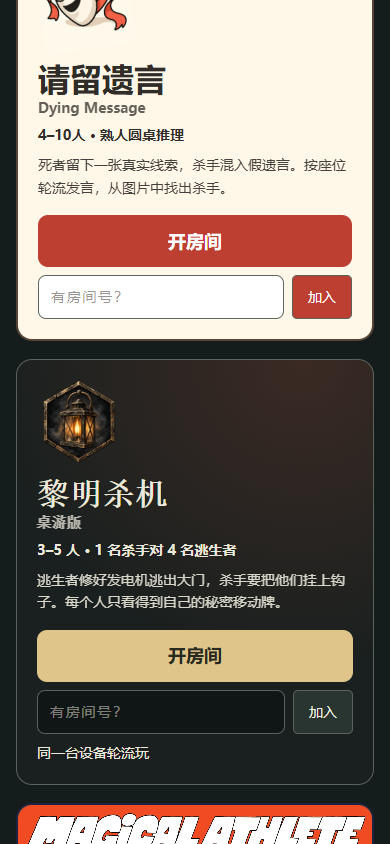 请留遗言
Dying Message
4–10人 • 熟人圆桌推理
死者留下一张真实线索，杀手混入假遗言。按座位
轮流发言，从图片中找出杀手。
开房间
有房间号？
加入
黎明杀机
桌游版
3–5 人 • 1 名杀手对 4 名逃生者
逃生者修好发电机逃出大门，杀手要把他们挂上钩
子。每个人只看得到自己的秘密移动牌。
开房间
有房间号？
加入
同一台设备轮流玩
MAGICAL ATHLETE